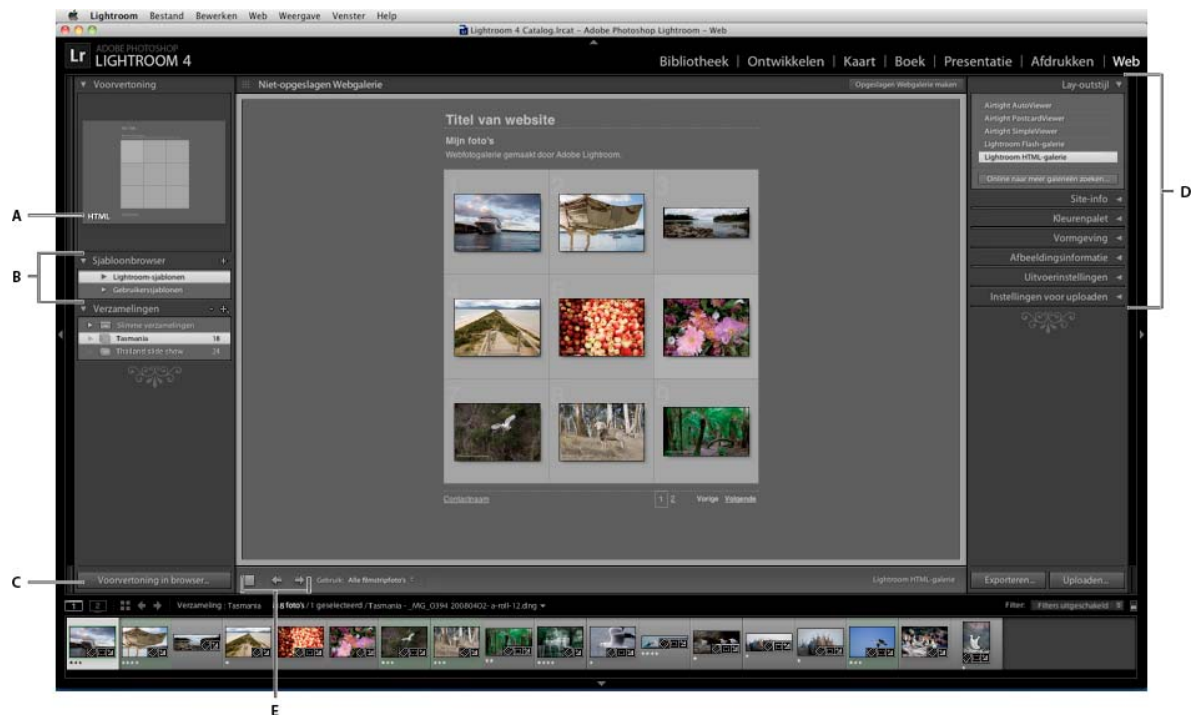 Lightroom Bestand Bewerken Web Weergave Venster Help
Lightroom 4 Catalog.lrcat – Adobe Photoshop Lightroom – Web
Lr ADOBE PHOTOSHOP
LIGHTROOM 4
Bibliotheek | Ontwikkelen | Kaart | Boek | Presentatie | Afdrukken | Web
Voorvertoning
HTML
A
Sjabloonbrowser
Lightroom-sjablonen
Gebruikerssjablonen
B
Verzamelingen
Slimme verzamelingen
Tasmania 18
Thailand slide show 24
C
Voorvertoning in browser...
Niet-opgeslagen Webgalerie
Opgeslagen Webgalerie maken
Titel van website
Mijn foto's
Webfotogalerie gemaakt door Adobe Lightroom.
Contactnaam
1 2 Vorige Volgende
Gebruik: Alle filmstripfoto's
Lightroom HTML-galerie
Lay-outstijl
Airtight AutoViewer
Airtight PostcardViewer
Airtight SimpleViewer
Lightroom Flash-galerie
Lightroom HTML-galerie
Online naar meer galerieën zoeken...
D
Site-info
Kleurenpalet
Vormgeving
Afbeeldingsinformatie
Uitvoerinstellingen
Instellingen voor uploaden
Exporteren... Uploaden...
1 2 Verzameling : Tasmania 8 foto's / 1 geselecteerd / Tasmania - _MG_0394 20080402- a-roll-12.dng
Filter: Filters uitgeschakeld
E